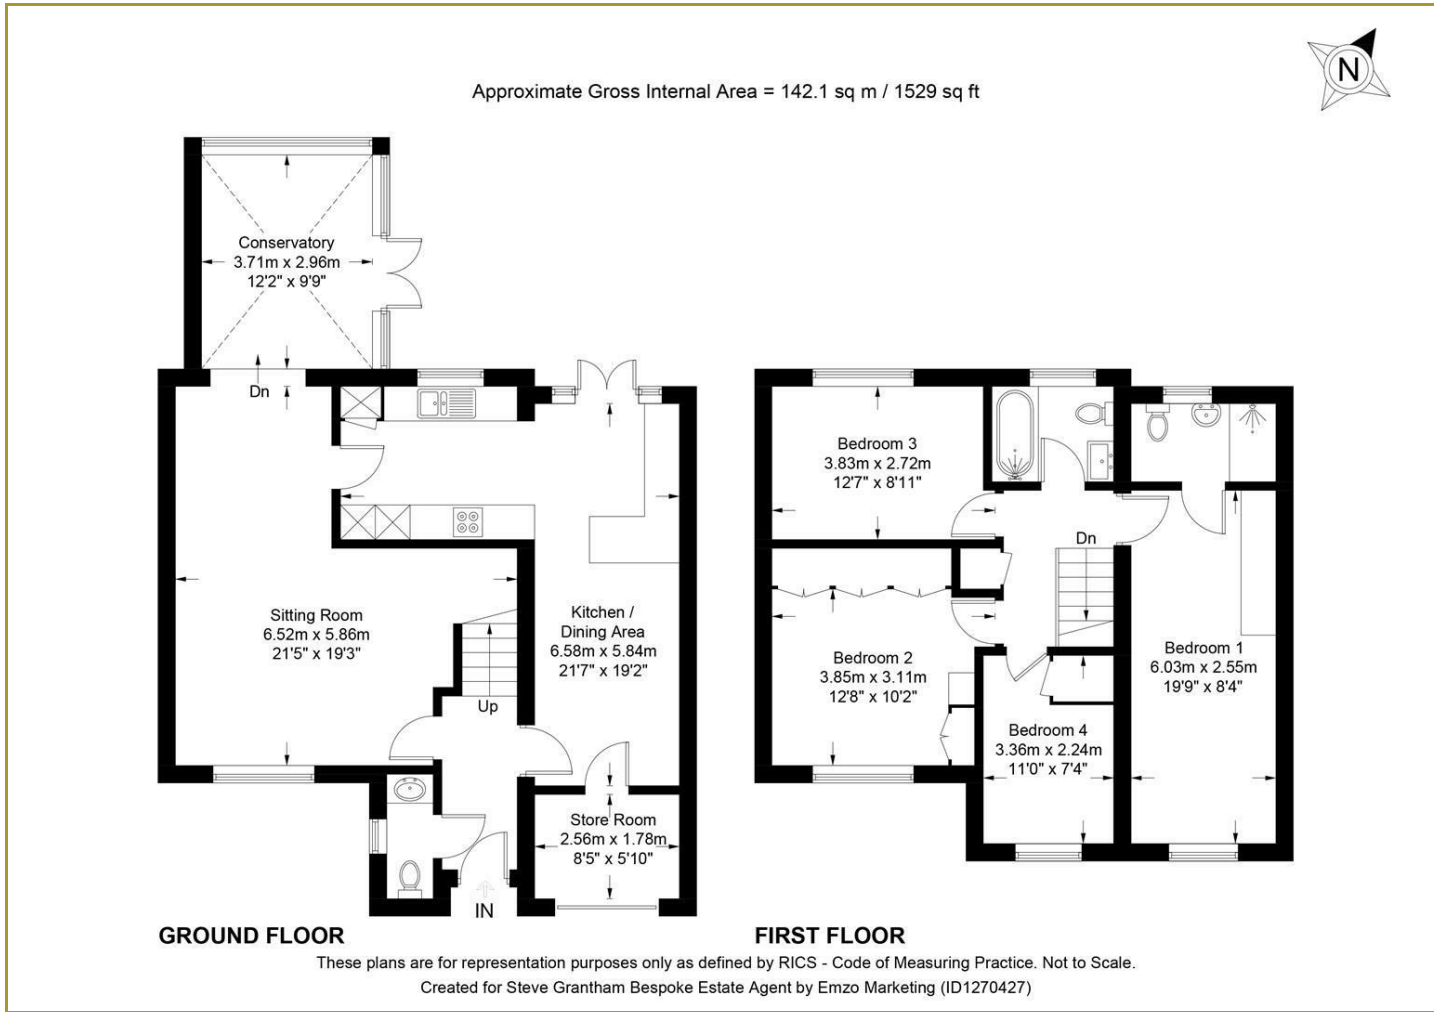 N
Approximate Gross Internal Area = 142.1 sq m / 1529 sq ft
Conservatory
3.71m x 2.96m
12'2" x 9'9"
Dn
Sitting Room
6.52m x 5.86m
21'5" x 19'3"
Up
Kitchen /
Dining Area
6.58m x 5.84m
21'7" x 19'2"
Store Room
2.56m x 1.78m
8'5" x 5'10"
IN
GROUND FLOOR
Bedroom 3
3.83m x 2.72m
12'7" x 8'11"
Dn
Bedroom 2
3.85m x 3.11m
12'8" x 10'2"
Bedroom 1
6.03m x 2.55m
19'9" x 8'4"
Bedroom 4
3.36m x 2.24m
11'0" x 7'4"
FIRST FLOOR
These plans are for representation purposes only as defined by RICS - Code of Measuring Practice. Not to Scale.
Created for Steve Grantham Bespoke Estate Agent by Emzo Marketing (ID1270427)